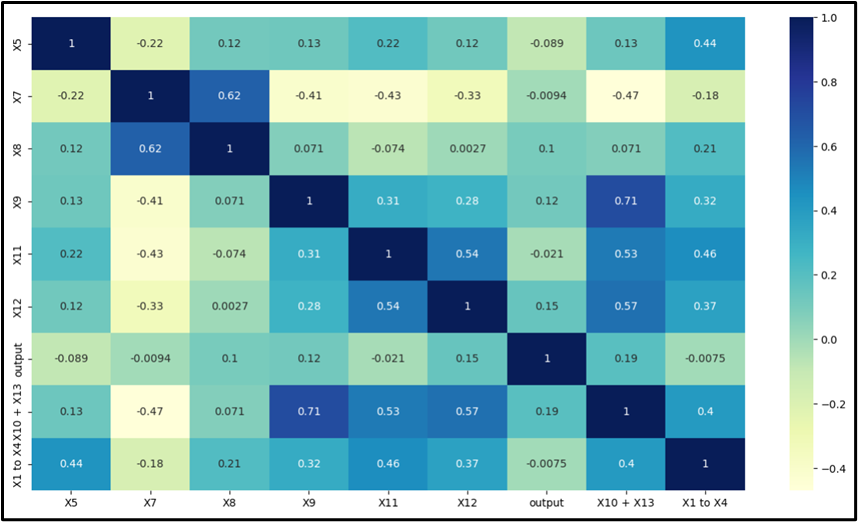 1.0
X5 1 -0.22 0.12 0.13 0.22 0.12 -0.089 0.13 0.44
0.8
X7 -0.22 1 0.62 -0.41 -0.43 -0.33 -0.0094 -0.47 -0.18
X8 0.12 0.62 1 0.071 -0.074 0.0027 0.1 0.071 0.21
0.6
X9 0.13 -0.41 0.071 1 0.31 0.28 0.12 0.71 0.32
0.4
X11 0.22 -0.43 -0.074 0.31 1 0.54 -0.021 0.53 0.46
0.2
X12 0.12 -0.33 0.0027 0.28 0.54 1 0.15 0.57 0.37
0.0
output -0.089 -0.0094 0.1 0.12 -0.021 0.15 1 0.19 -0.0075
−0.2
X10 + X13 0.13 -0.47 0.071 0.71 0.53 0.57 0.19 1 0.4
X1 to X4 0.44 -0.18 0.21 0.32 0.46 0.37 -0.0075 0.4 1
−0.4
X5 X7 X8 X9 X11 X12 output X10 + X13 X1 to X4